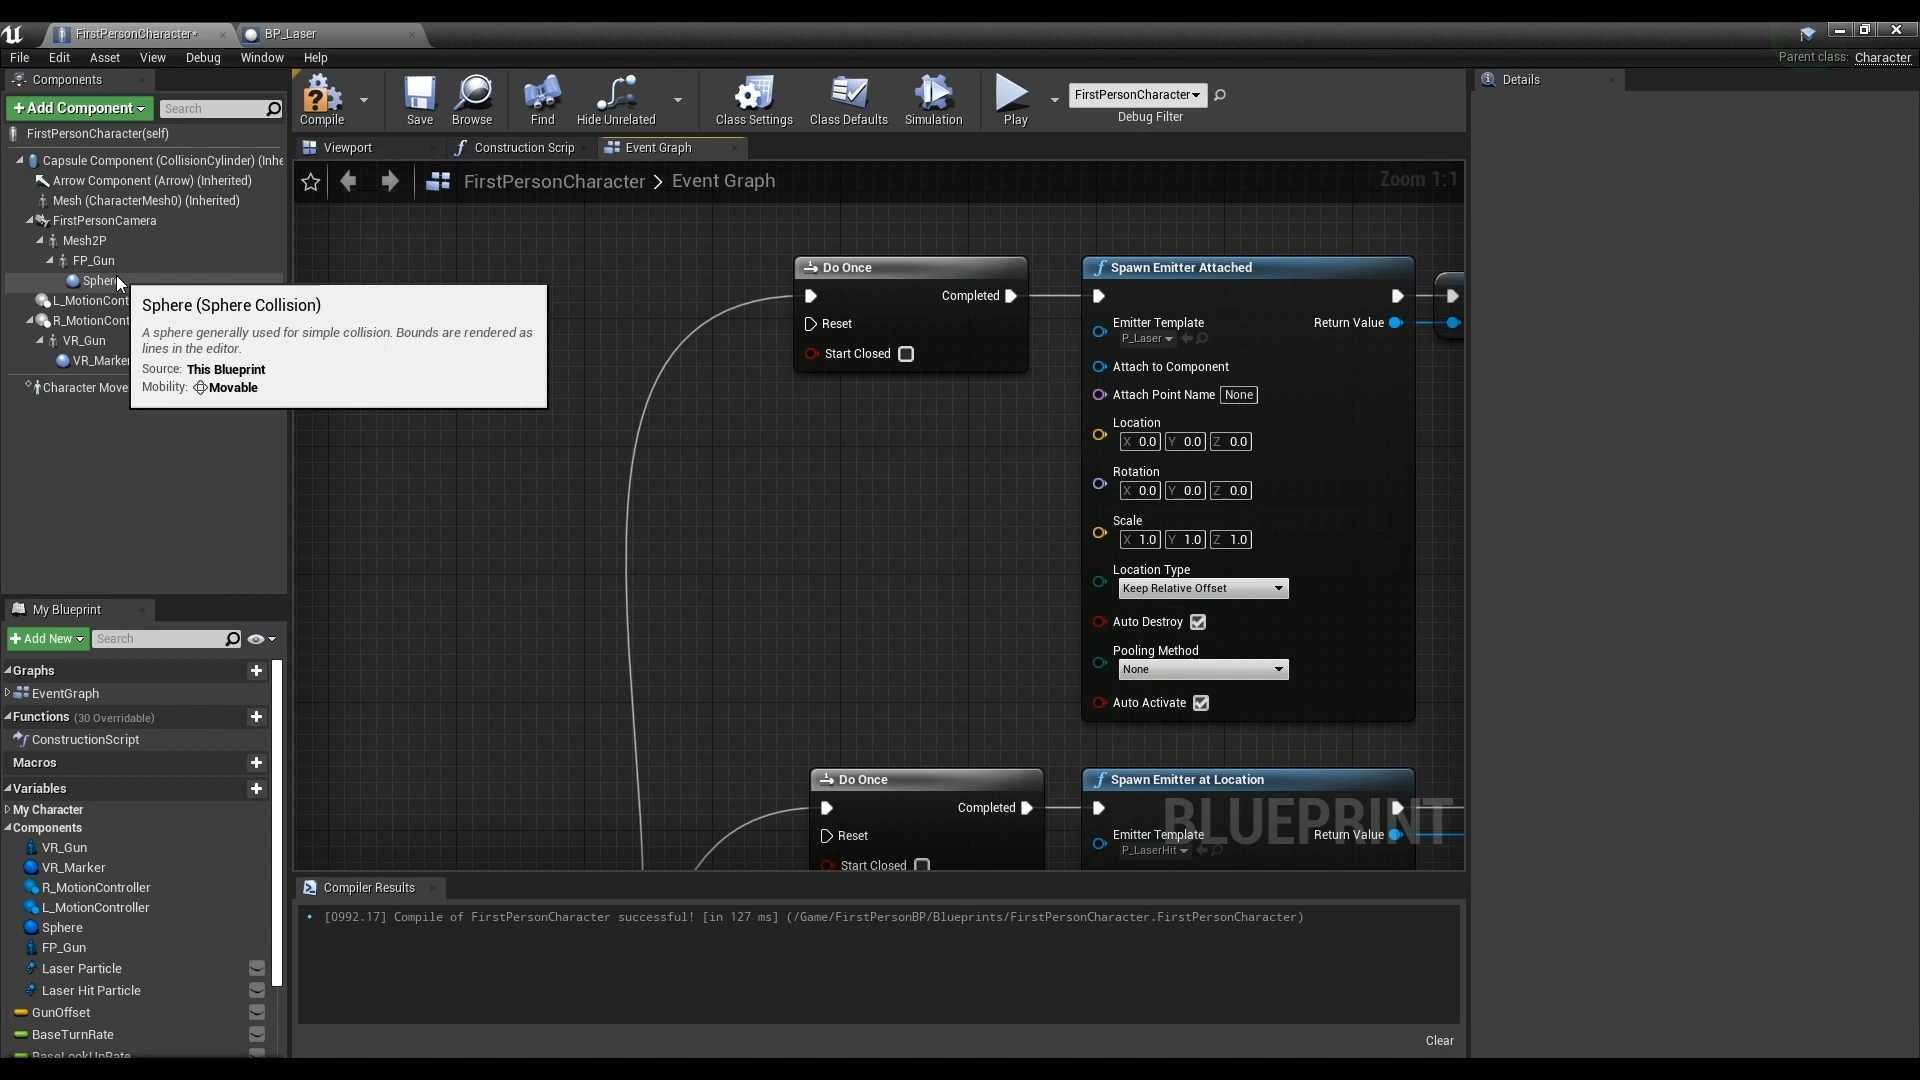 FirstPersonCharacter*
BP_Laser
File Edit Asset View Debug Window Help
Parent class: Character
Components
+Add Component
Search
FirstPersonCharacter(self)
Capsule Component (CollisionCylinder) (Inhe
Arrow Component (Arrow) (Inherited)
Mesh (CharacterMesh0) (Inherited)
FirstPersonCamera
Mesh2P
FP_Gun
Sphere
L_MotionCont
R_MotionCont
VR_Gun
VR_Marke
Character Move
Sphere (Sphere Collision)
A sphere generally used for simple collision. Bounds are rendered as
lines in the editor.
Source: This Blueprint
Mobility: Movable
Compile
Save
Browse
Find
Hide Unrelated
Class Settings
Class Defaults
Simulation
Play
FirstPersonCharacter
Debug Filter
Details
Viewport
Construction Scrip
Event Graph
FirstPersonCharacter > Event Graph
Zoom 1:1
Do Once
Completed
Reset
Start Closed
Spawn Emitter Attached
Emitter Template
P_Laser
Return Value
Attach to Component
Attach Point Name None
Location
X 0.0 Y 0.0 Z 0.0
Rotation
X 0.0 Y 0.0 Z 0.0
Scale
X 1.0 Y 1.0 Z 1.0
Location Type
Keep Relative Offset
Auto Destroy
Pooling Method
None
Auto Activate
Do Once
Completed
Reset
Start Closed
Spawn Emitter at Location
Emitter Template
P_LaserHit
Return Value
BLUEPRINT
My Blueprint
+Add New
Search
Graphs
EventGraph
Functions (30 Overridable)
ConstructionScript
Macros
Variables
My Character
Components
VR_Gun
VR_Marker
R_MotionController
L_MotionController
Sphere
FP_Gun
Laser Particle
Laser Hit Particle
GunOffset
BaseTurnRate
BaseLookUpRate
Compiler Results
[0992.17] Compile of FirstPersonCharacter successful! [in 127 ms] (/Game/FirstPersonBP/Blueprints/FirstPersonCharacter.FirstPersonCharacter)
Clear